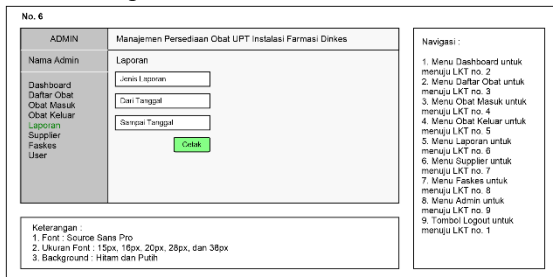 No. 6
ADMIN
Manajemen Persediaan Obat UPT Instalasi Farmasi Dinkes
Nama Admin
Laporan
Dashboard
Daftar Obat
Obat Masuk
Obat Keluar
Laporan
Supplier
Faskes
User
Jenis Laporan
Dari Tanggal
Sampai Tanggal
Cetak
Navigasi :
1. Menu Dashboard untuk
menuju LKT no. 2
2. Menu Daftar Obat untuk
menuju LKT no. 3
3. Menu Obat Masuk untuk
menuju LKT no. 4
4. Menu Obat Keluar untuk
menuju LKT no. 5
5. Menu Laporan untuk
menuju LKT no. 6
6. Menu Supplier untuk
menuju LKT no. 7
7. Menu Faskes untuk
menuju LKT no. 8
8. Menu Admin untuk
menuju LKT no. 9
9. Tombol Logout untuk
menuju LKT no. 1
Keterangan :
1. Font : Source Sans Pro
2. Ukuran Font : 15px, 16px, 20px, 28px, dan 38px
3. Background : Hitam dan Putih